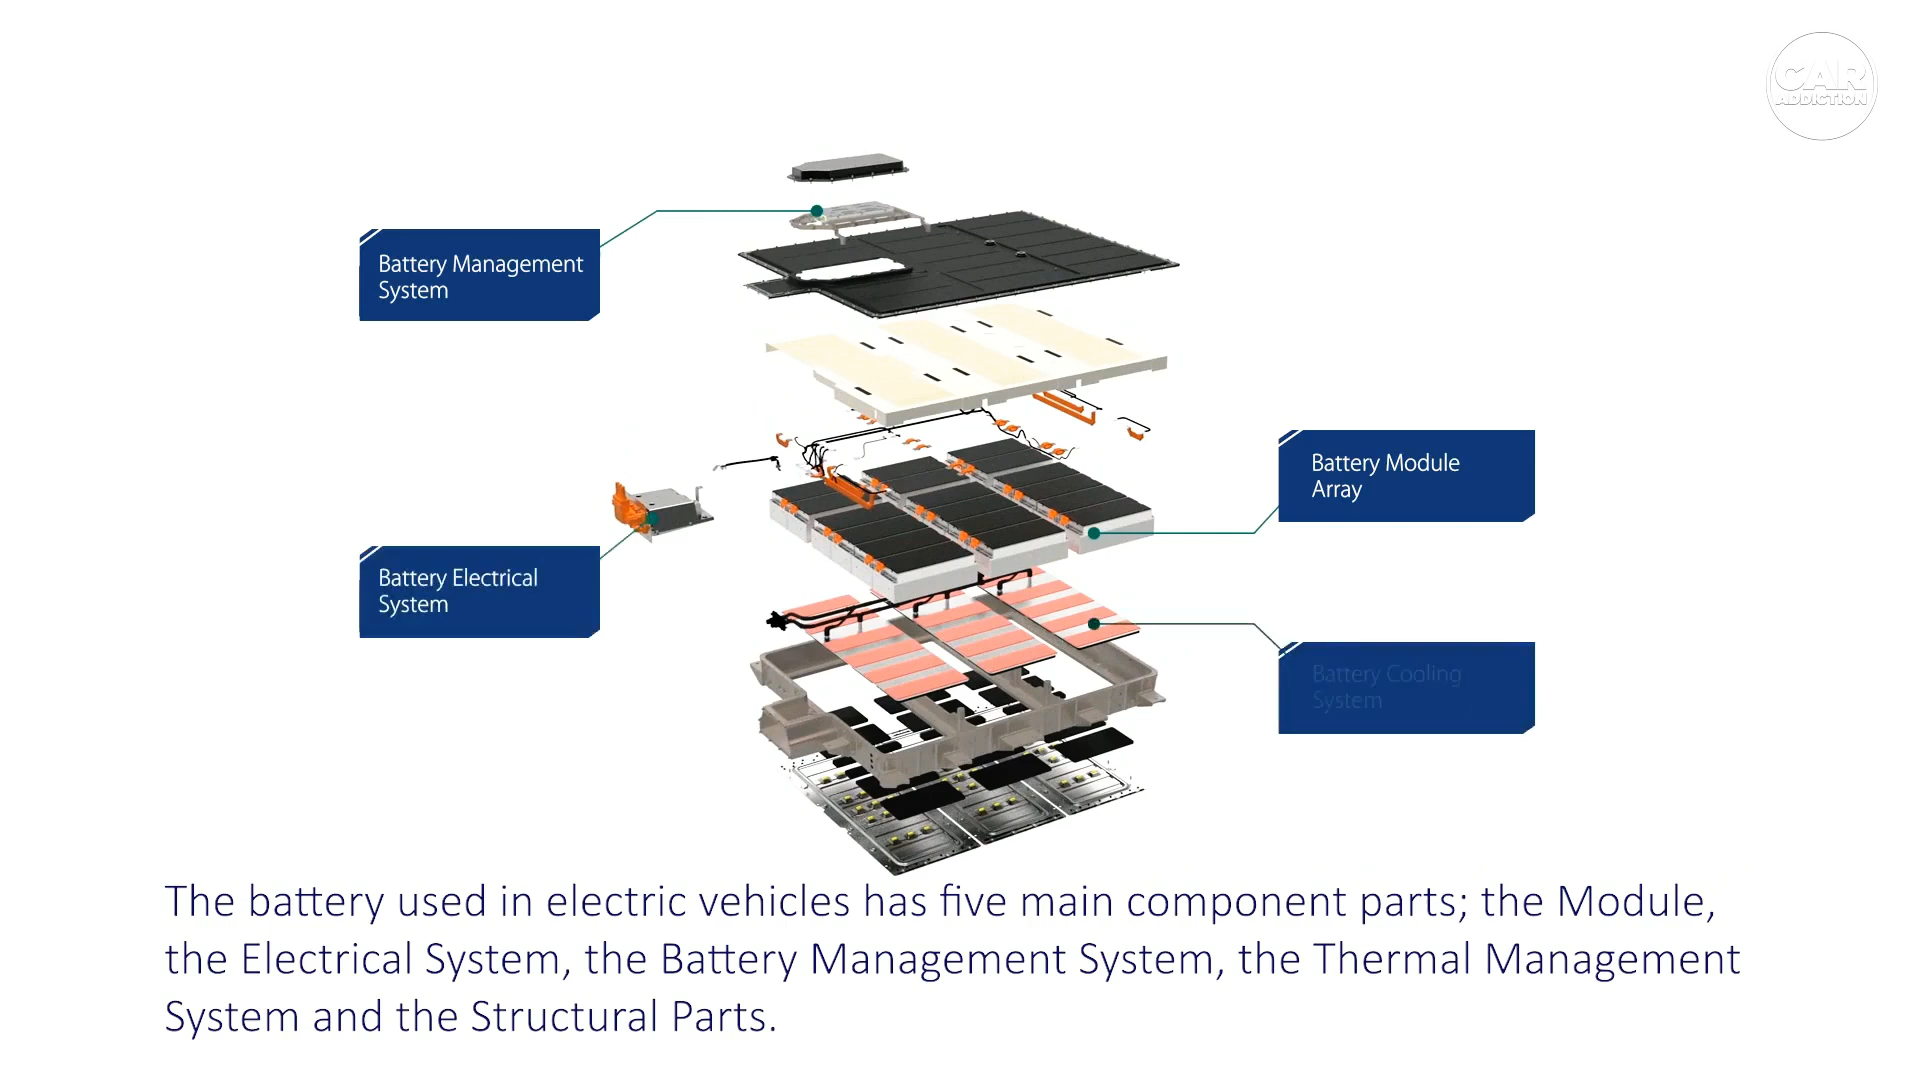 CAR
ADDICTION
Battery Management
System
Battery Module
Array
Battery Electrical
System
Battery Cooling
System
The battery used in electric vehicles has five main component parts; the Module,
the Electrical System, the Battery Management System, the Thermal Management
System and the Structural Parts.